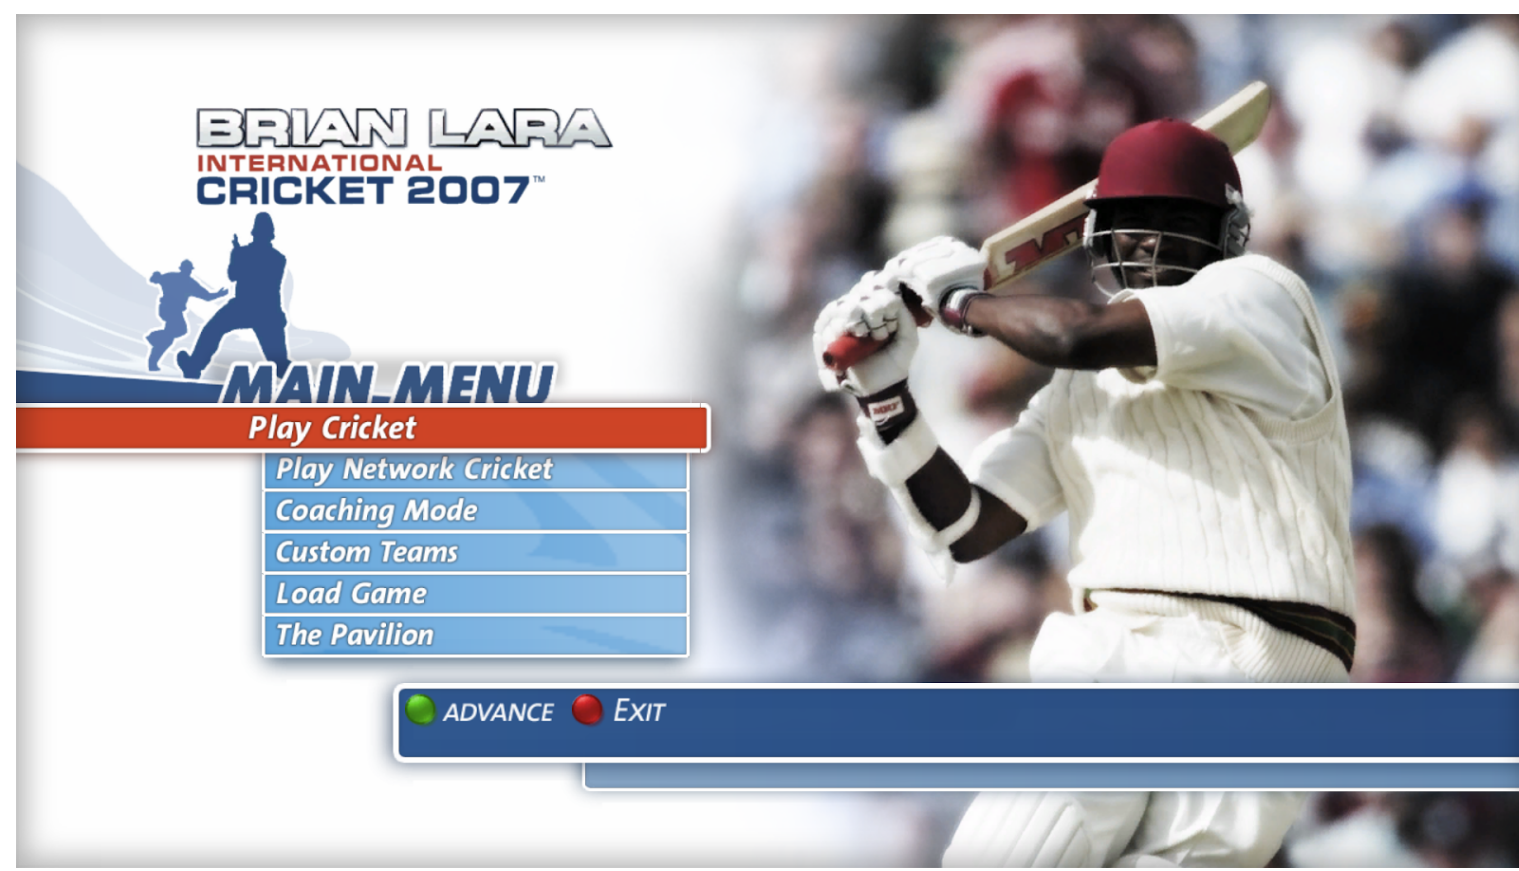 BRIAN LARA
INTERNATIONAL
CRICKET 2007™
MAIN MENU
Play Cricket
Play Network Cricket
Coaching Mode
Custom Teams
Load Game
The Pavilion
ADVANCE EXIT